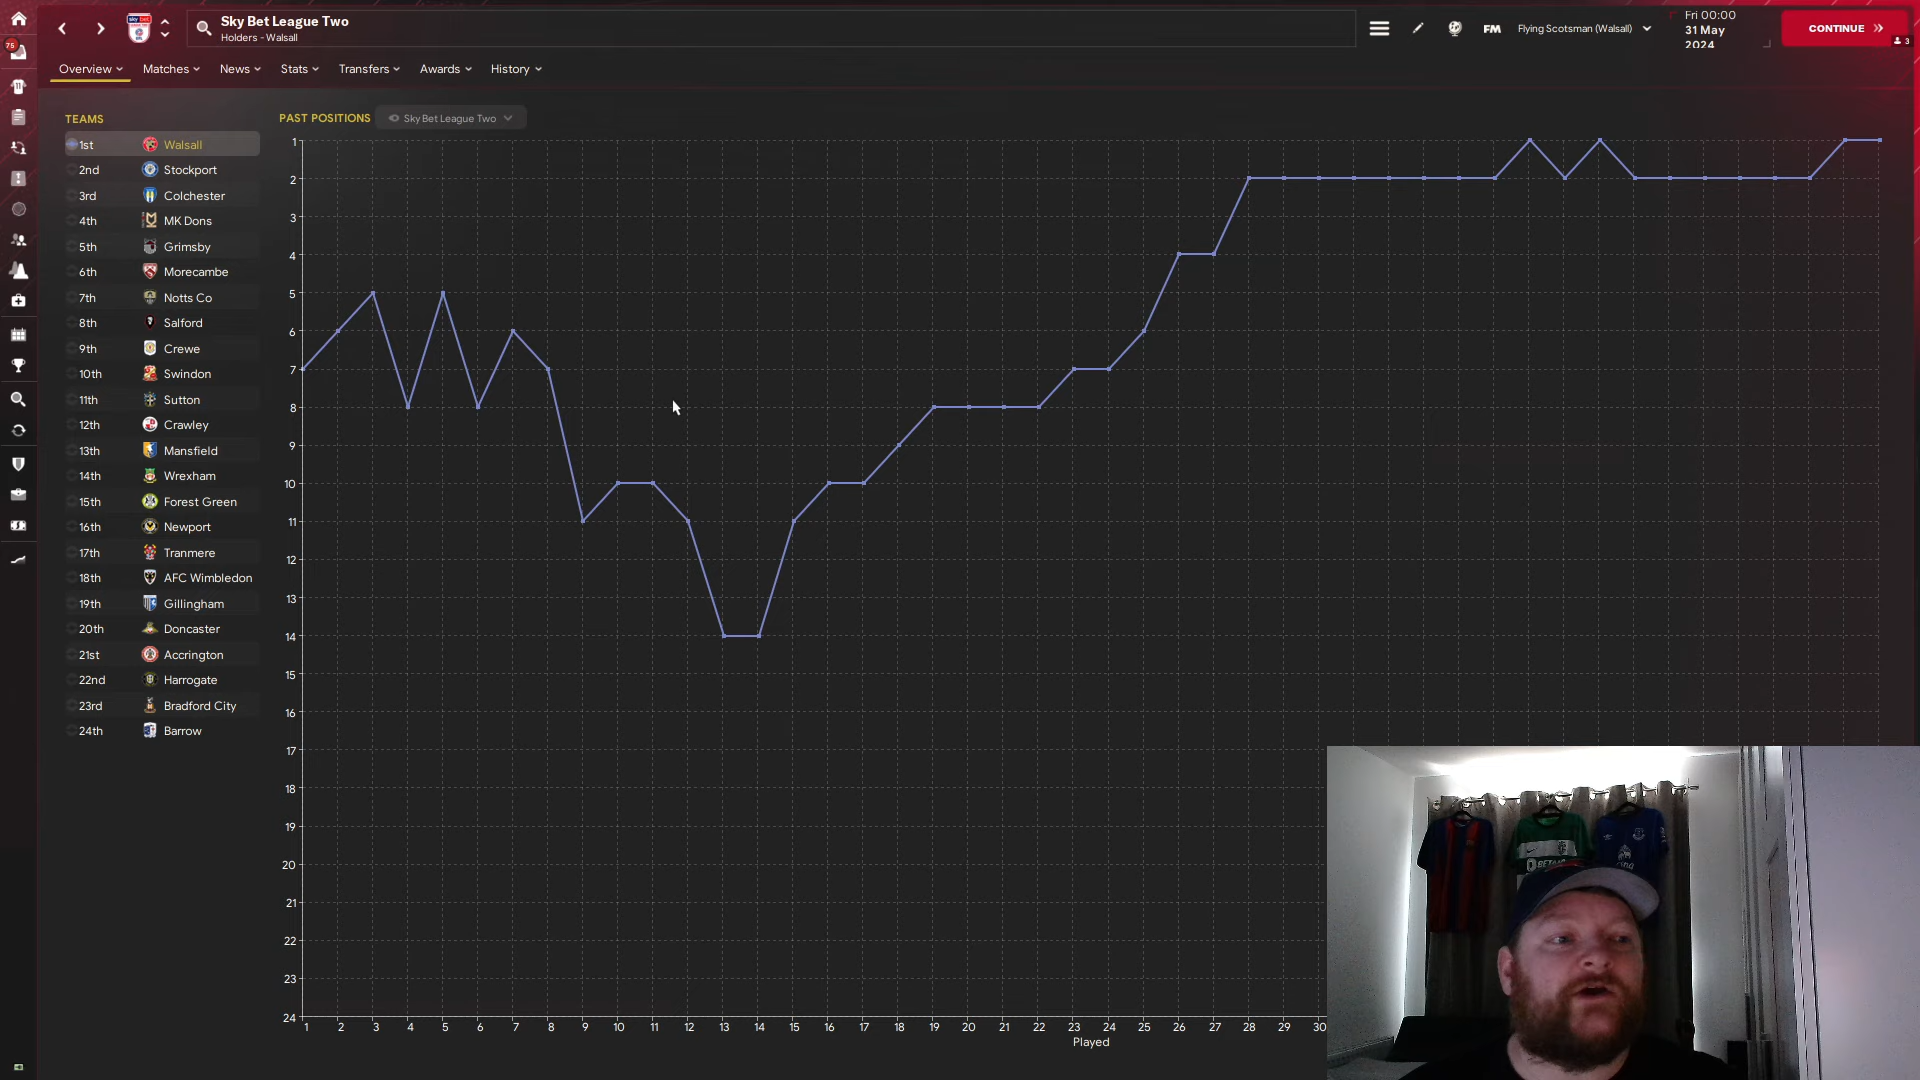 Sky Bet League Two
Holders - Walsall
75
FM
Flying Scotsman (Walsall)
Fri 00:00
31 May
2024
CONTINUE
3
Overview
Matches
News
Stats
Transfers
Awards
History
TEAMS
PAST POSITIONS
Sky Bet League Two
1st Walsall
2nd Stockport
3rd Colchester
4th MK Dons
5th Grimsby
6th Morecambe
7th Notts Co
8th Salford
9th Crewe
10th Swindon
11th Sutton
12th Crawley
13th Mansfield
14th Wrexham
15th Forest Green
16th Newport
17th Tranmere
18th AFC Wimbledon
19th Gillingham
20th Doncaster
21st Accrington
22nd Harrogate
23rd Bradford City
24th Barrow
1
2
3
4
5
6
7
8
9
10
11
12
13
14
15
16
17
18
19
20
21
22
23
24
1 2 3 4 5 6 7 8 9 10 11 12 13 14 15 16 17 18 19 20 21 22 23 24 25 26 27 28 29 30
Played